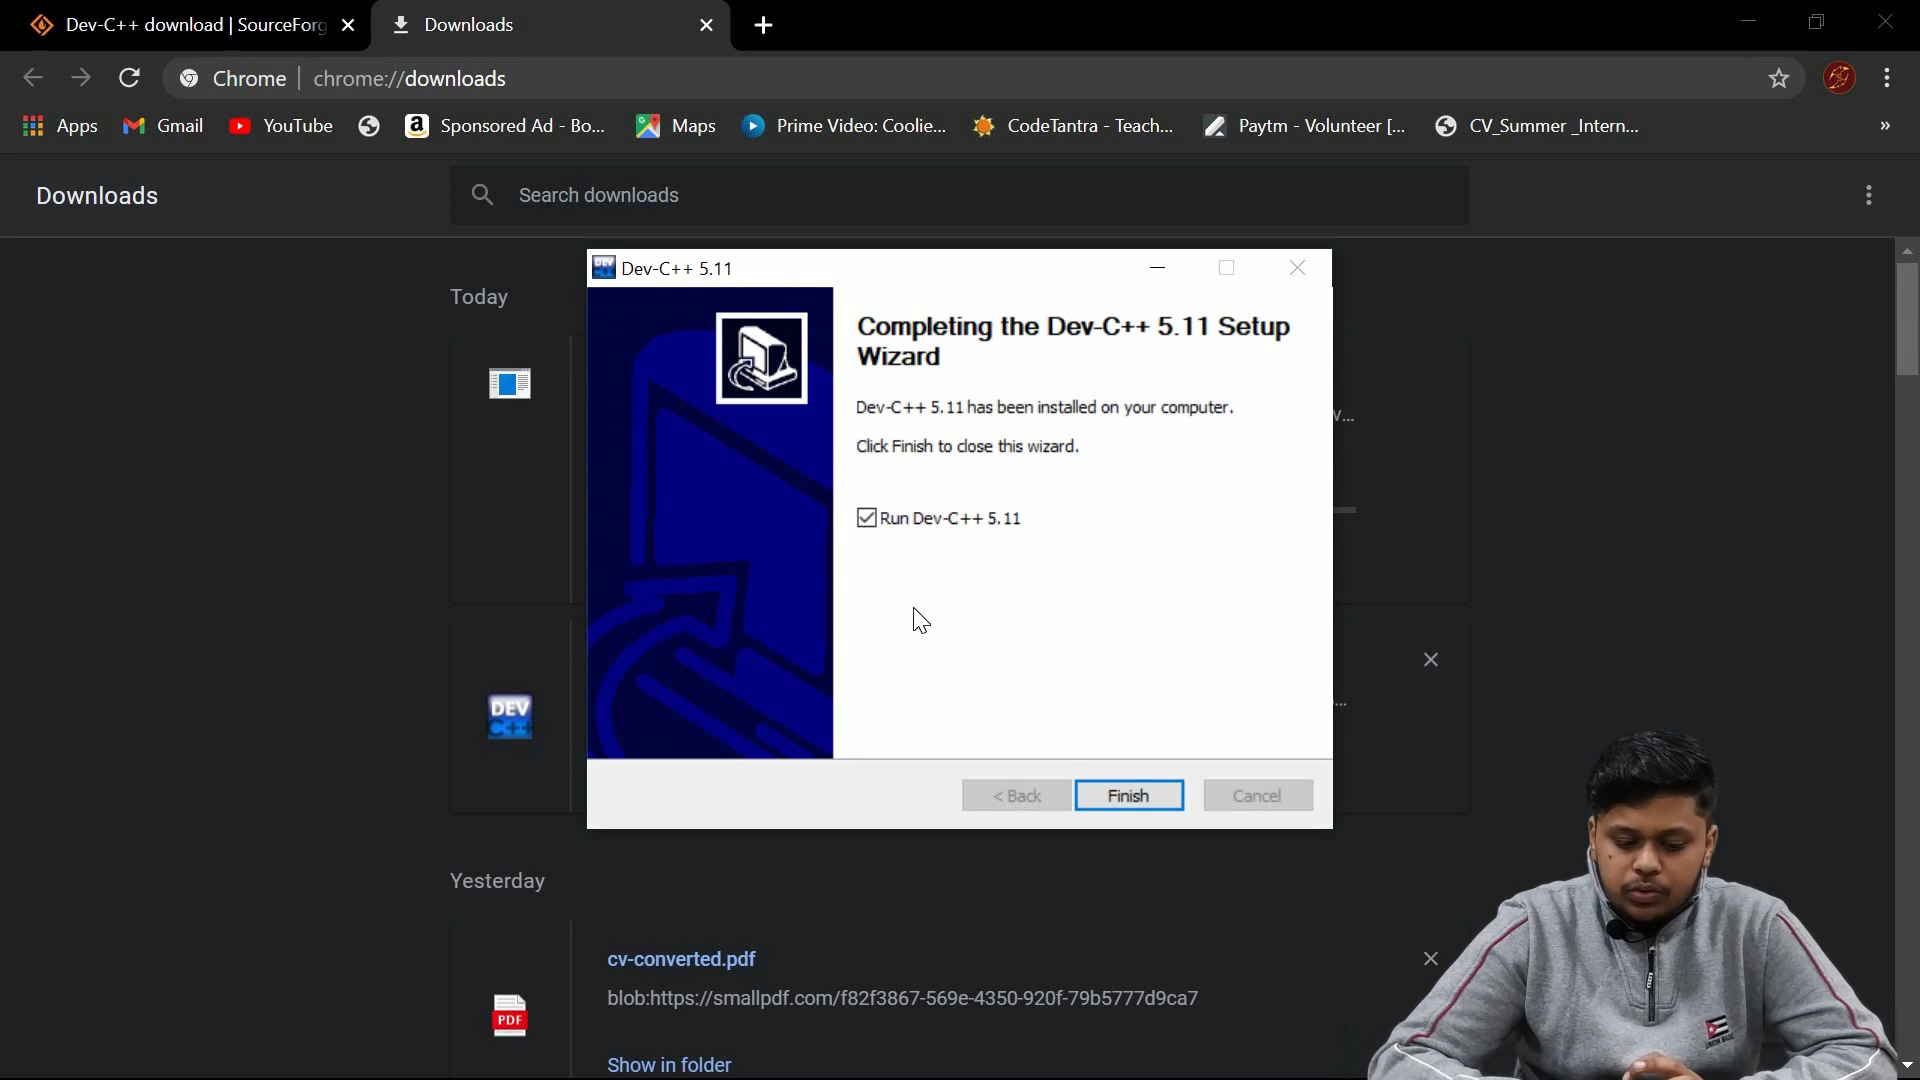 Dev-C++ download | SourceForg
Downloads
Chrome
chrome://downloads
Apps
Gmail
YouTube
Sponsored Ad - Bo...
Maps
Prime Video: Coolie...
CodeTantra - Teach...
Paytm - Volunteer [...
CV_Summer _Intern...
»
Downloads
Search downloads
Today
Dev-C++ 5.11
Completing the Dev-C++ 5.11 Setup
Wizard
Dev-C++ 5.11 has been installed on your computer.
Click Finish to close this wizard.
Run Dev-C++ 5.11
DEV
C++
< Back
Finish
Cancel
Yesterday
cv-converted.pdf
blob:https://smallpdf.com/f82f3867-569e-4350-920f-79b5777d9ca7
PDF
Show in folder